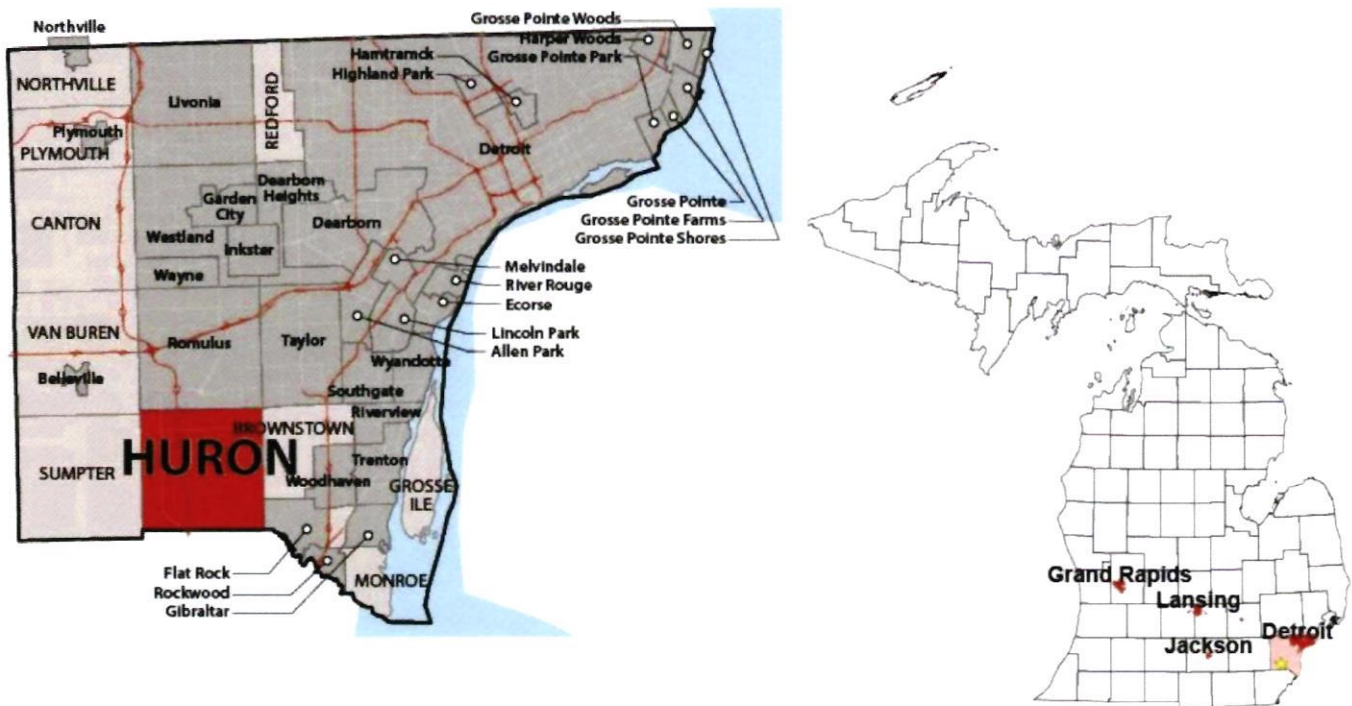 Northville
NORTHVILLE
Plymouth
PLYMOUTH
CANTON
VAN BUREN
Belleville
SUMPTER
Livonia
REDFORD
Hamtramck
Highland Park
Grosse Pointe Woods
Harper Woods
Grosse Pointe Park
Detroit
Dearborn
Heights
Garden
City
Dearborn
Westland
Inkster
Wayne
Grosse Pointe
Grosse Pointe Farms
Grosse Pointe Shores
Melvindale
River Rouge
Ecorse
Lincoln Park
Allen Park
Romulus
Taylor
Wyandotte
Southgate
Riverview
BROWNSTOWN
HURON
Trenton
Woodhaven
GROSSE
ILE
Flat Rock
Rockwood
Gibraltar
MONROE
Grand Rapids
Lansing
Jackson
Detroit